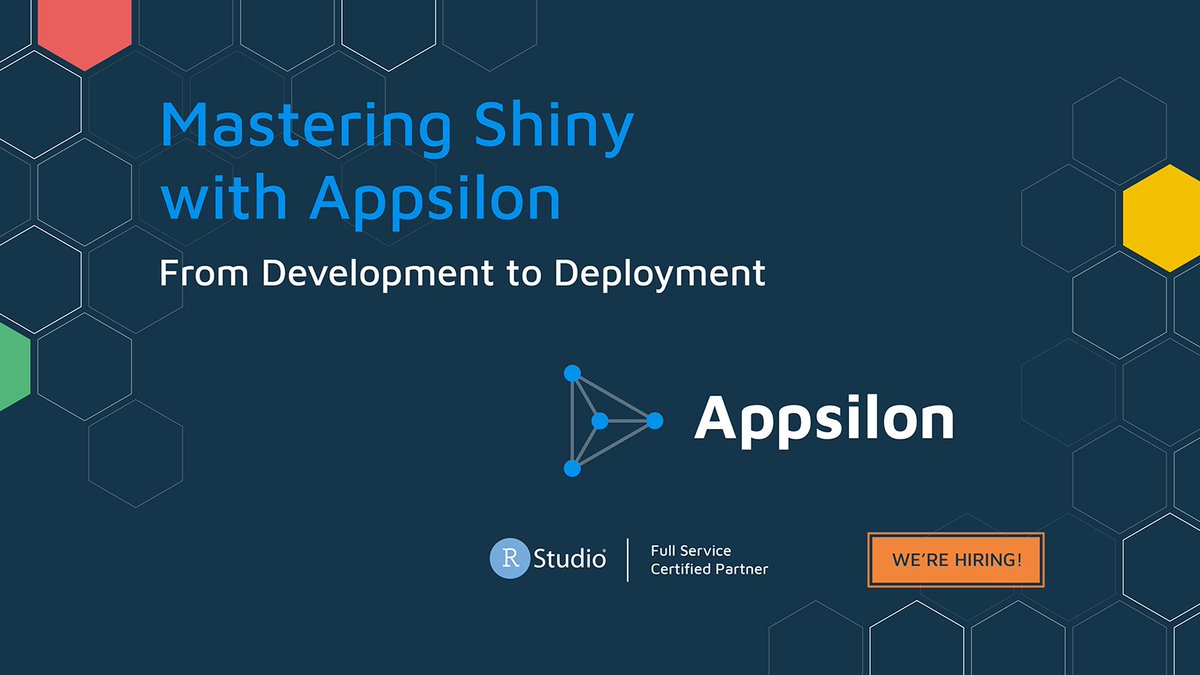 Mastering Shiny
with Appsilon
From Development to Deployment
Appsilon
R Studio®
Full Service
Certified Partner
WE'RE HIRING!